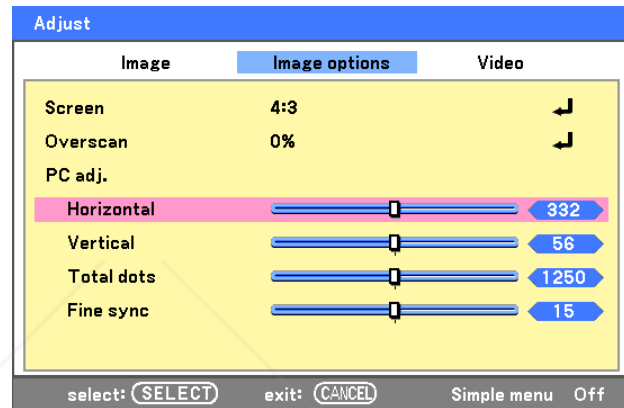 Adjust
Image Image options Video
Screen 4:3
Overscan 0%
PC adj.
Horizontal 332
Vertical 56
Total dots 1250
Fine sync 15
select: SELECT exit: CANCEL Simple menu Off